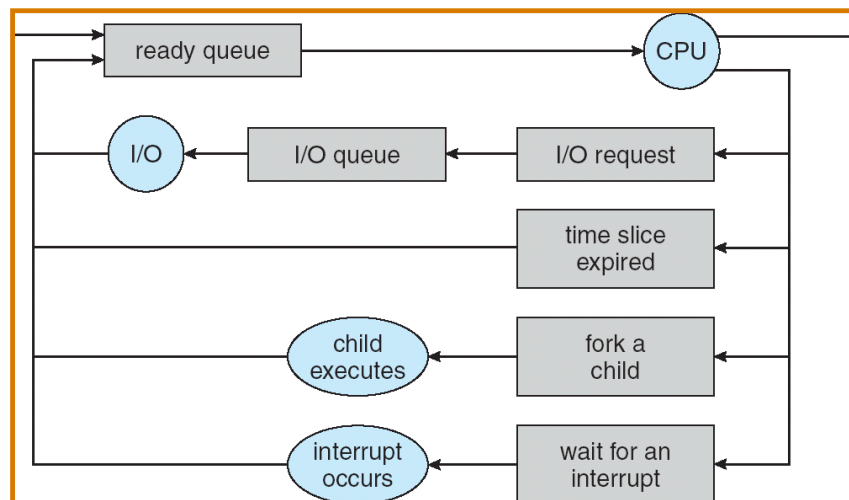 ready queue
CPU
I/O
I/O queue
I/O request
time slice
expired
child
executes
fork a
child
interrupt
occurs
wait for an
interrupt